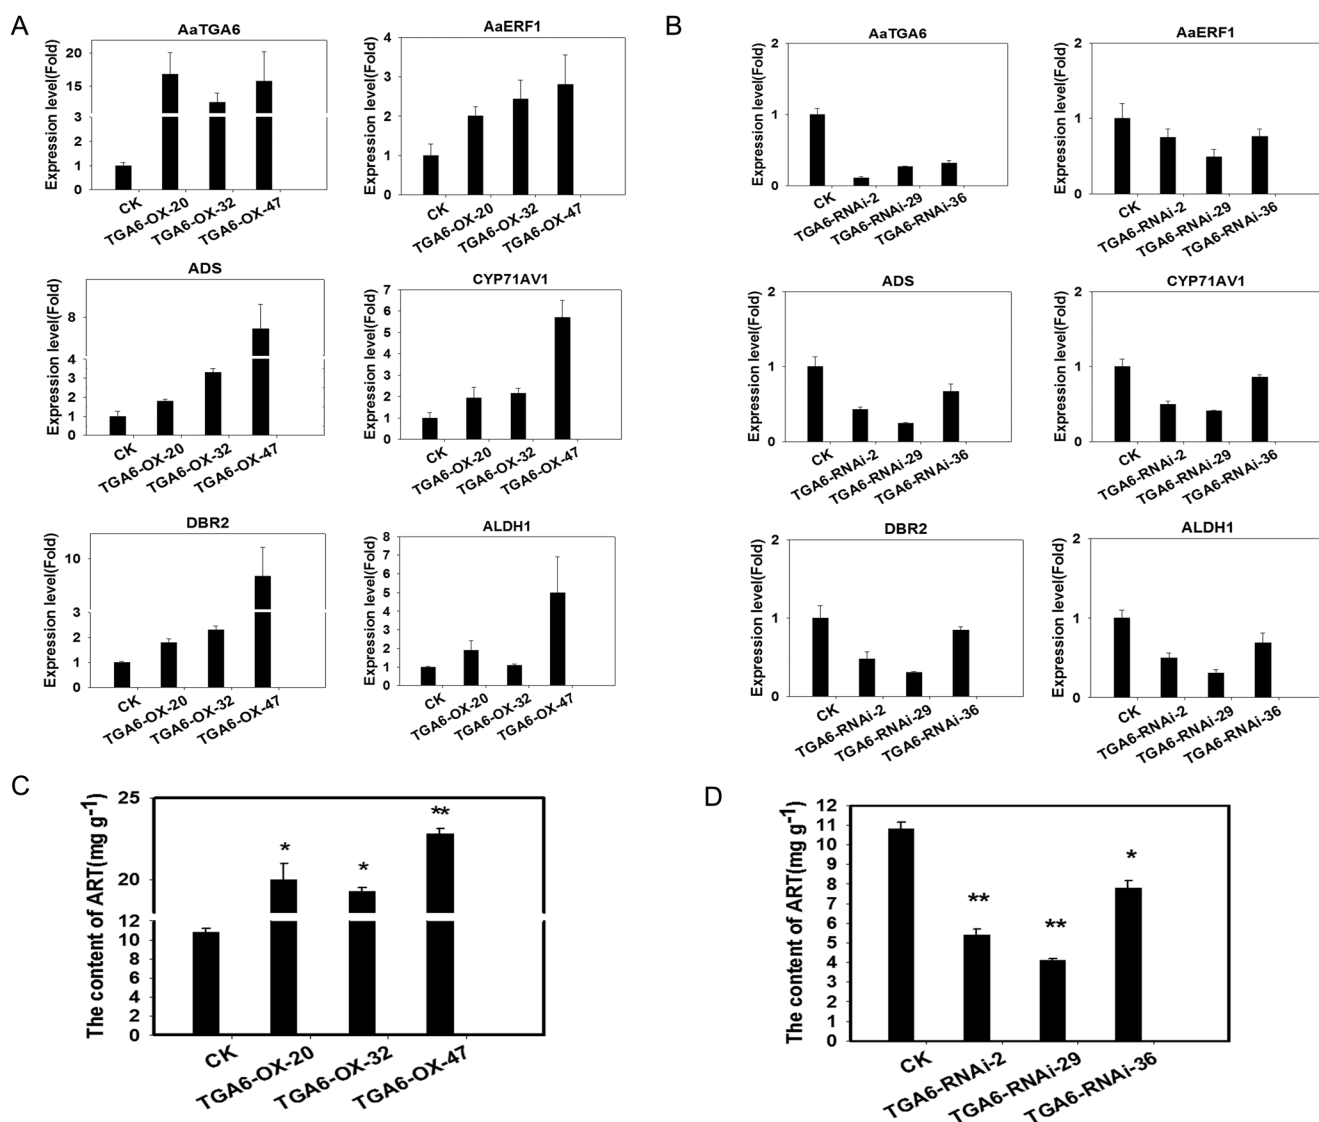 A
AaTGA6
Expression level(Fold)
20
15
3
2
1
0
CK
TGA6-OX-20
TGA6-OX-32
TGA6-OX-47
AaERF1
Expression level(Fold)
4
3
2
1
0
CK
TGA6-OX-20
TGA6-OX-32
TGA6-OX-47
ADS
Expression level(Fold)
8
4
3
2
1
0
CK
TGA6-OX-20
TGA6-OX-32
TGA6-OX-47
CYP71AV1
Expression level(Fold)
7
6
5
4
3
2
1
0
CK
TGA6-OX-20
TGA6-OX-32
TGA6-OX-47
DBR2
Expression level(Fold)
10
3
2
1
0
CK
TGA6-OX-20
TGA6-OX-32
TGA6-OX-47
ALDH1
Expression level(Fold)
8
7
6
5
4
3
2
1
0
CK
TGA6-OX-20
TGA6-OX-32
TGA6-OX-47
B
AaTGA6
Expression level(Fold)
2
1
0
CK
TGA6-RNAi-2
TGA6-RNAi-29
TGA6-RNAi-36
AaERF1
Expression level(Fold)
2
1
0
CK
TGA6-RNAi-2
TGA6-RNAi-29
TGA6-RNAi-36
ADS
Expression level(Fold)
2
1
0
CK
TGA6-RNAi-2
TGA6-RNAi-29
TGA6-RNAi-36
CYP71AV1
Expression level(Fold)
2
1
0
CK
TGA6-RNAi-2
TGA6-RNAi-29
TGA6-RNAi-36
DBR2
Expression level(Fold)
2
1
0
CK
TGA6-RNAi-2
TGA6-RNAi-29
TGA6-RNAi-36
ALDH1
Expression level(Fold)
2
1
0
CK
TGA6-RNAi-2
TGA6-RNAi-29
TGA6-RNAi-36
C
The content of ART(mg g⁻¹)
25
20
12
10
8
6
4
2
0
*
*
**
CK
TGA6-OX-20
TGA6-OX-32
TGA6-OX-47
D
The content of ART(mg g⁻¹)
12
11
10
9
8
7
6
5
4
3
2
1
0
**
**
*
CK
TGA6-RNAi-2
TGA6-RNAi-29
TGA6-RNAi-36